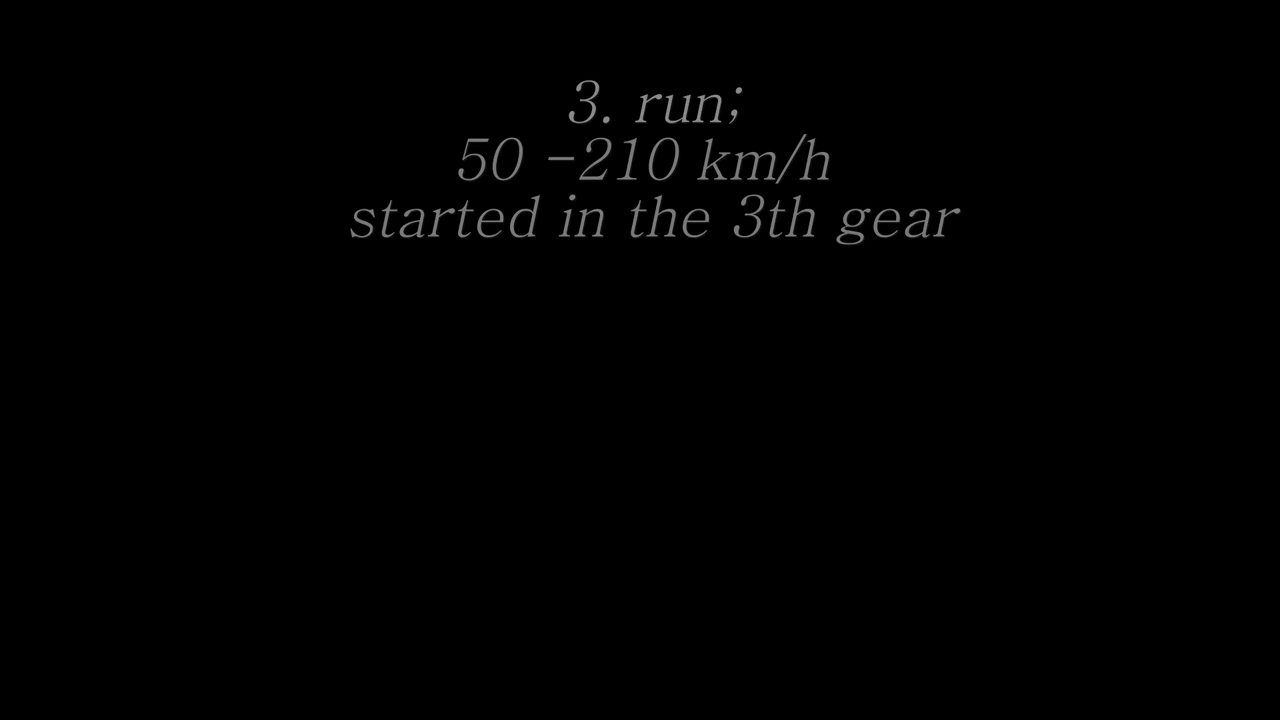 3. run;
50 -210 km/h
started in the 3th gear